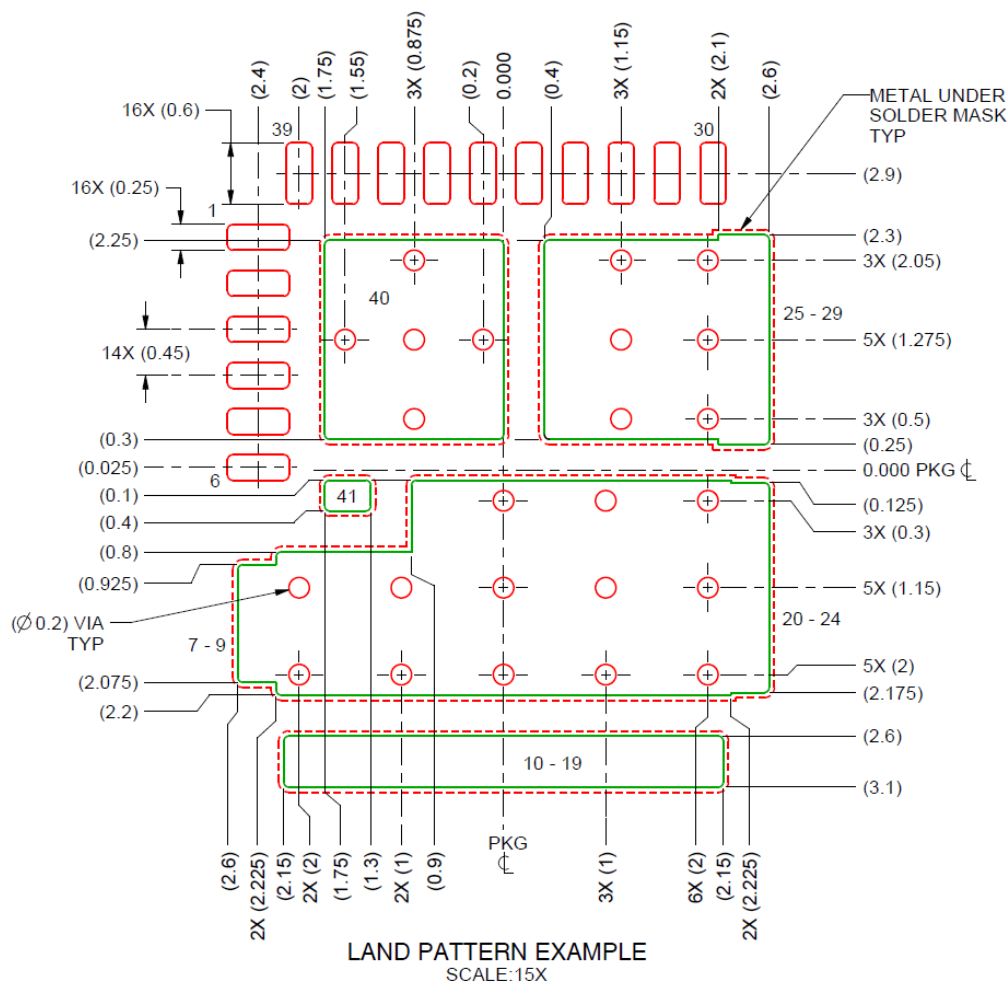 (2.4)
(2)
(1.75)
(1.55)
3X (0.875)
(0.2)
0.000
(0.4)
3X (1.15)
2X (2.1)
(2.6)
METAL UNDER
SOLDER MASK
TYP
16X (0.6)
39
30
(2.9)
16X (0.25)
1
(2.25)
(2.3)
3X (2.05)
40
25 - 29
14X (0.45)
5X (1.275)
3X (0.5)
(0.3)
(0.25)
(0.025)
6
0.000 PKG ℄
(0.1)
41
(0.125)
(0.4)
3X (0.3)
(0.8)
(0.925)
5X (1.15)
(Ø 0.2) VIA
TYP
7 - 9
20 - 24
5X (2)
(2.075)
(2.175)
(2.2)
(2.6)
10 - 19
(3.1)
PKG
℄
(2.6)
2X (2.225)
(2.15)
2X (2)
(1.75)
(1.3)
2X (1)
(0.9)
3X (1)
6X (2)
(2.15)
2X (2.225)
LAND PATTERN EXAMPLE
SCALE:15X